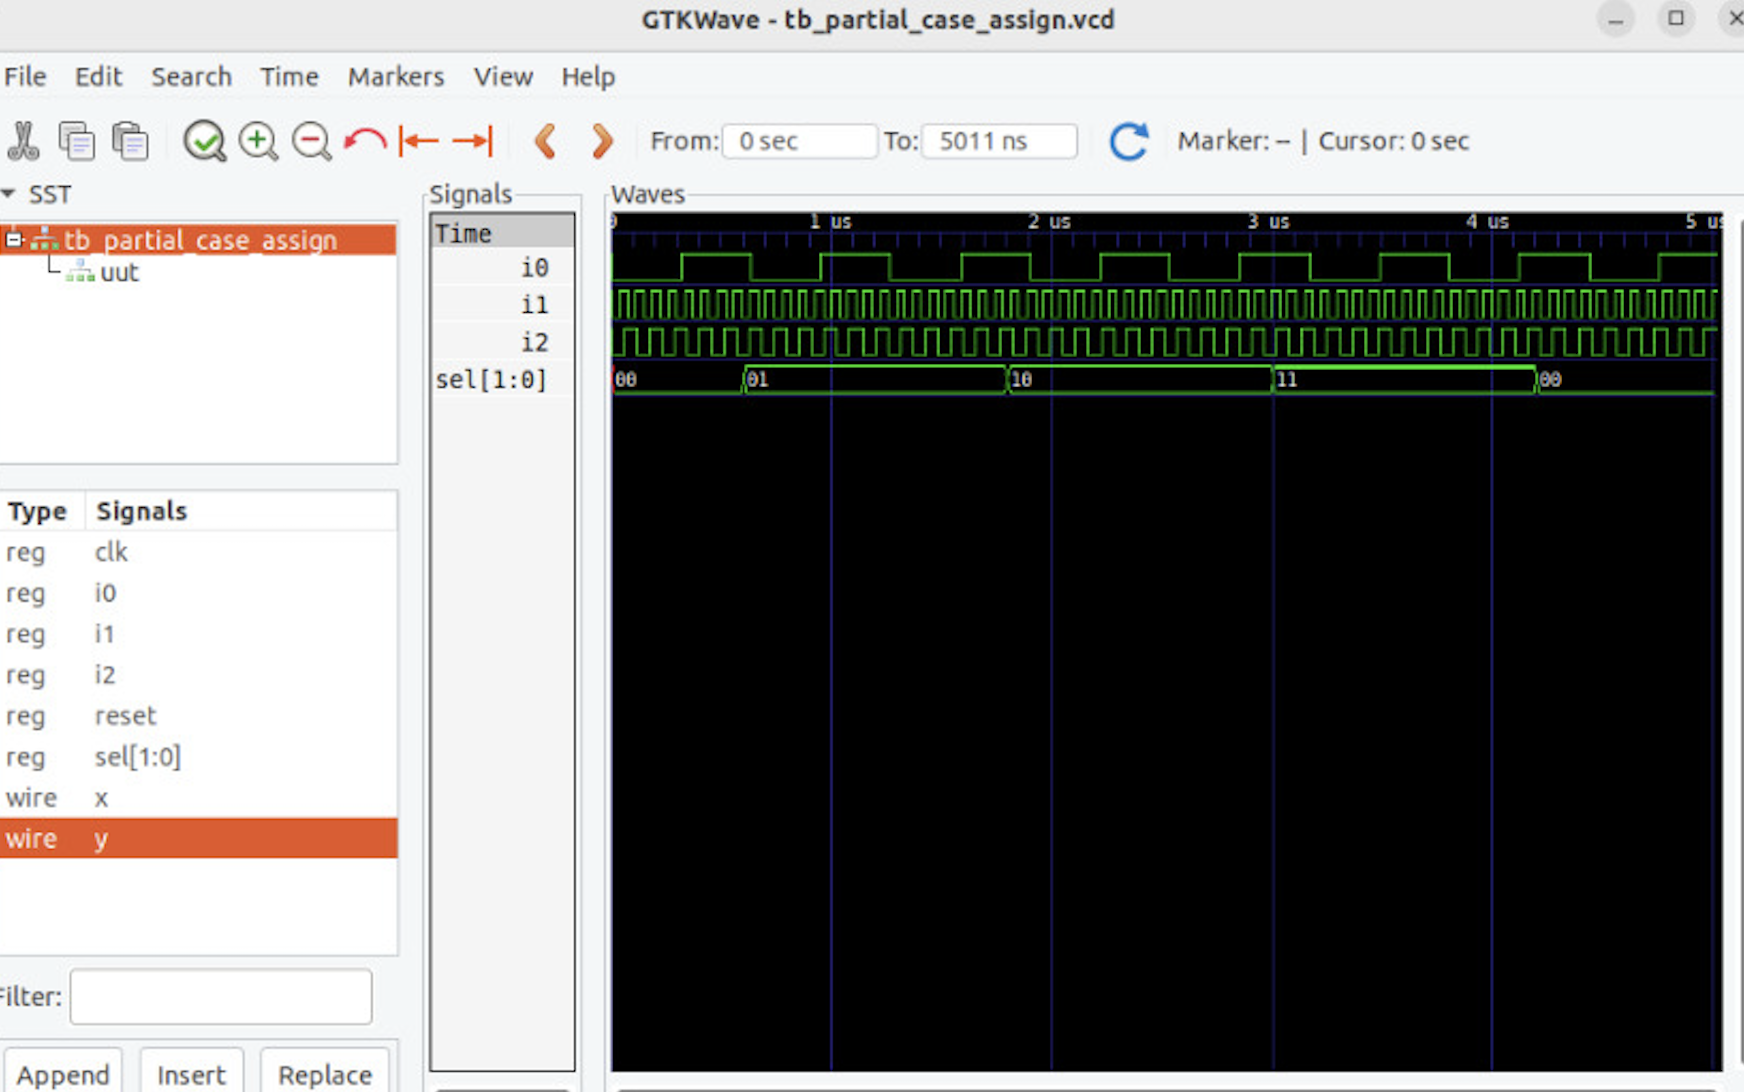 GTKWave - tb_partial_case_assign.vcd
File Edit Search Time Markers View Help
From: 0 sec To: 5011 ns Marker: -- | Cursor: 0 sec
SST
tb_partial_case_assign
uut
Type Signals
reg clk
reg i0
reg i1
reg i2
reg reset
reg sel[1:0]
wire x
wire y
Filter:
Append Insert Replace
Signals
Time
i0
i1
i2
sel[1:0]
Waves
0 1 us 2 us 3 us 4 us 5 us
00 01 10 11 00